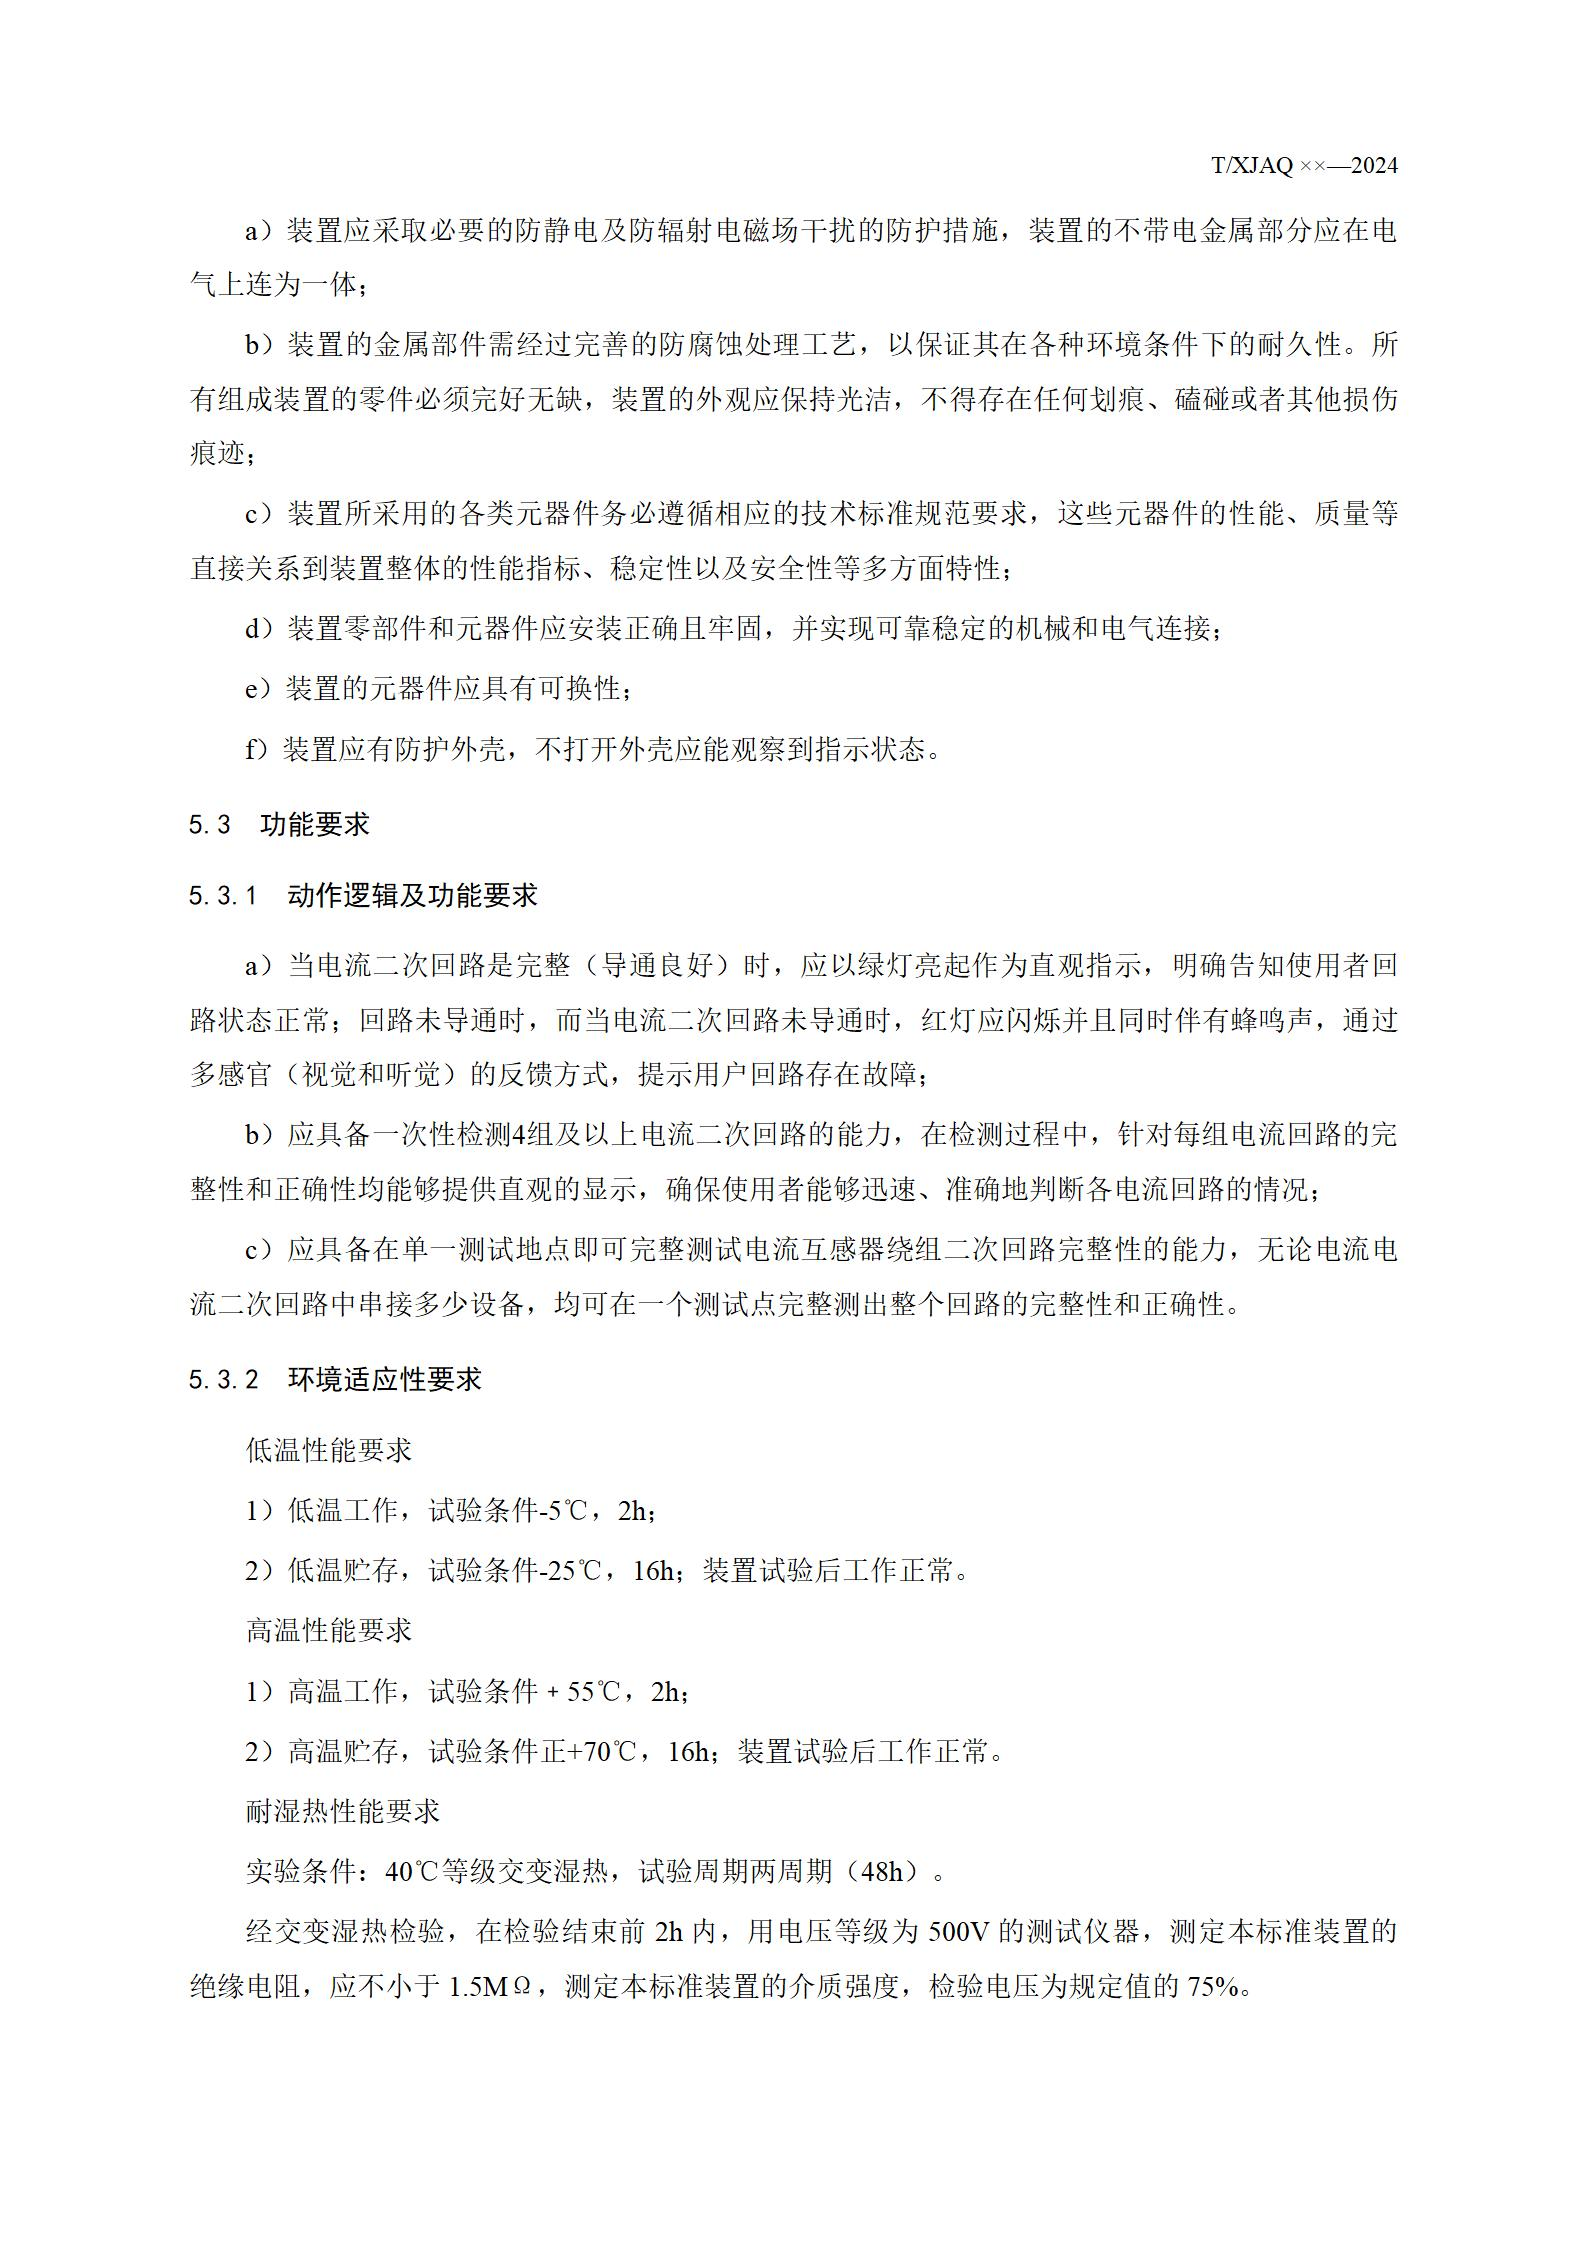 T/XJAQ ××—2024
a）装置应采取必要的防静电及防辐射电磁场干扰的防护措施，装置的不带电金属部分应在电
气上连为一体；
b）装置的金属部件需经过完善的防腐蚀处理工艺，以保证其在各种环境条件下的耐久性。所
有组成装置的零件必须完好无缺，装置的外观应保持光洁，不得存在任何划痕、磕碰或者其他损伤
痕迹；
c）装置所采用的各类元器件务必遵循相应的技术标准规范要求，这些元器件的性能、质量等
直接关系到装置整体的性能指标、稳定性以及安全性等多方面特性；
d）装置零部件和元器件应安装正确且牢固，并实现可靠稳定的机械和电气连接；
e）装置的元器件应具有可换性；
f）装置应有防护外壳，不打开外壳应能观察到指示状态。
5.3 功能要求
5.3.1 动作逻辑及功能要求
a）当电流二次回路是完整（导通良好）时，应以绿灯亮起作为直观指示，明确告知使用者回
路状态正常；回路未导通时，而当电流二次回路未导通时，红灯应闪烁并且同时伴有蜂鸣声，通过
多感官（视觉和听觉）的反馈方式，提示用户回路存在故障；
b）应具备一次性检测4组及以上电流二次回路的能力，在检测过程中，针对每组电流回路的完
整性和正确性均能够提供直观的显示，确保使用者能够迅速、准确地判断各电流回路的情况；
c）应具备在单一测试地点即可完整测试电流互感器绕组二次回路完整性的能力，无论电流电
流二次回路中串接多少设备，均可在一个测试点完整测出整个回路的完整性和正确性。
5.3.2 环境适应性要求
低温性能要求
1）低温工作，试验条件-5℃，2h；
2）低温贮存，试验条件-25℃，16h；装置试验后工作正常。
高温性能要求
1）高温工作，试验条件﹢55℃，2h；
2）高温贮存，试验条件正+70℃，16h；装置试验后工作正常。
耐湿热性能要求
实验条件：40℃等级交变湿热，试验周期两周期（48h）。
经交变湿热检验，在检验结束前 2h 内，用电压等级为 500V 的测试仪器，测定本标准装置的
绝缘电阻，应不小于 1.5MΩ，测定本标准装置的介质强度，检验电压为规定值的 75%。